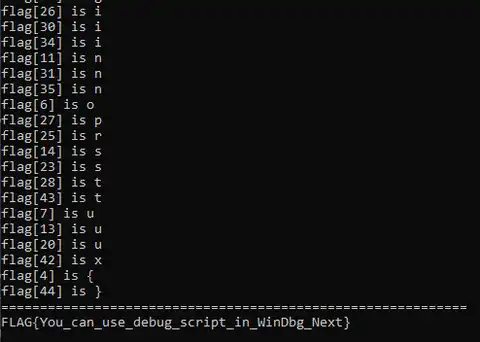 flag[26] is i
flag[30] is i
flag[34] is i
flag[11] is n
flag[31] is n
flag[35] is n
flag[6] is o
flag[27] is p
flag[25] is r
flag[14] is s
flag[23] is s
flag[28] is t
flag[43] is t
flag[7] is u
flag[13] is u
flag[20] is u
flag[42] is x
flag[4] is {
flag[44] is }
==========================================================
FLAG{You_can_use_debug_script_in_WinDbg_Next}